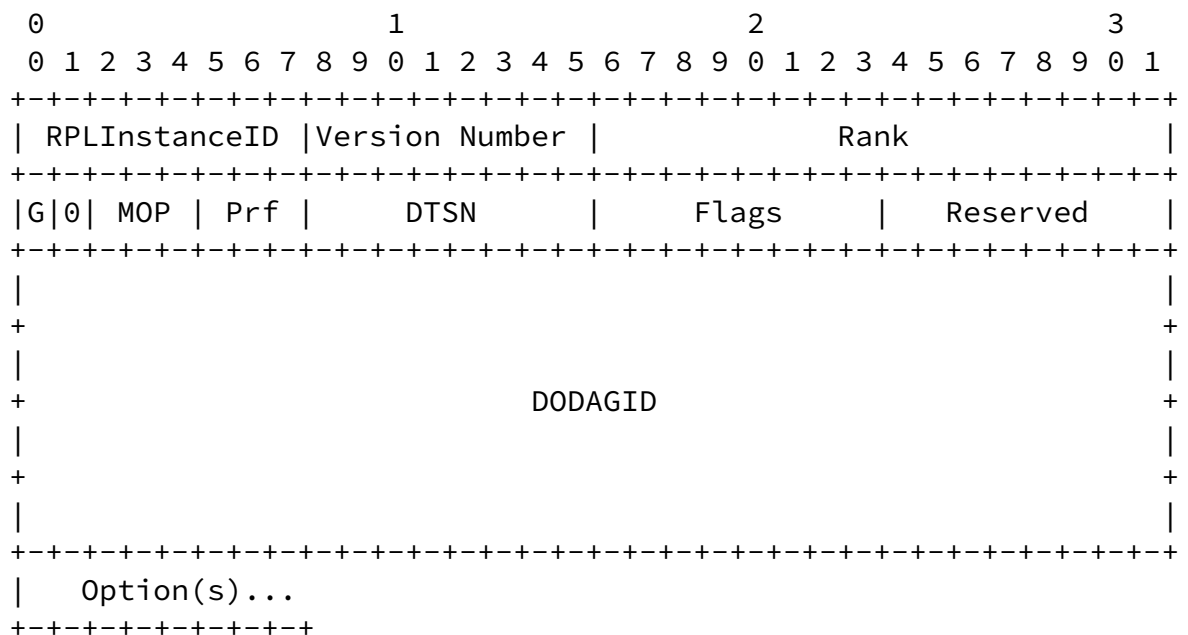 0                   1                   2                   3
 0 1 2 3 4 5 6 7 8 9 0 1 2 3 4 5 6 7 8 9 0 1 2 3 4 5 6 7 8 9 0 1
+-+-+-+-+-+-+-+-+-+-+-+-+-+-+-+-+-+-+-+-+-+-+-+-+-+-+-+-+-+-+-+-+
| RPLInstanceID |Version Number |             Rank              |
+-+-+-+-+-+-+-+-+-+-+-+-+-+-+-+-+-+-+-+-+-+-+-+-+-+-+-+-+-+-+-+-+
|G|0| MOP | Prf |     DTSN      |     Flags     |   Reserved    |
+-+-+-+-+-+-+-+-+-+-+-+-+-+-+-+-+-+-+-+-+-+-+-+-+-+-+-+-+-+-+-+-+
|                                                               |
+                                                               +
|                                                               |
+                            DODAGID                            +
|                                                               |
+                                                               +
|                                                               |
+-+-+-+-+-+-+-+-+-+-+-+-+-+-+-+-+-+-+-+-+-+-+-+-+-+-+-+-+-+-+-+-+
|   Option(s)...
+-+-+-+-+-+-+-+-+